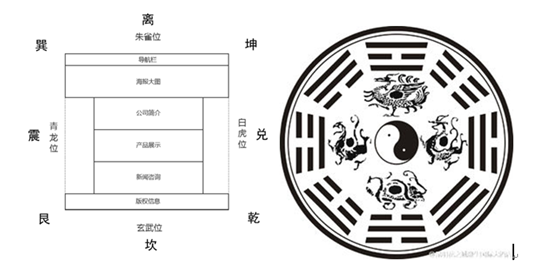 离
朱雀位
巽
坤
导航栏
海报大图
公司简介
震
青龙位
产品展示
白虎位
兑
新闻咨询
艮
版权信息
乾
玄武位
坎